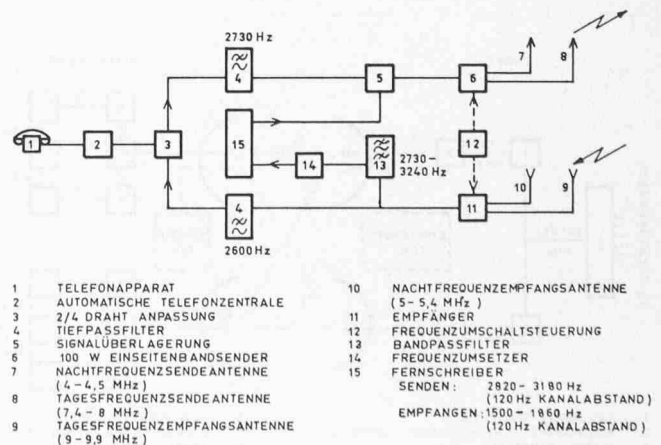 2730 Hz
4
7
8
5
6
1
2
3
15
14
13
2730-
3240 Hz
12
10
9
4
11
2600 Hz
1 TELEFONAPPARAT
2 AUTOMATISCHE TELEFONZENTRALE
3 2/4 DRAHT ANPASSUNG
4 TIEFPASSFILTER
5 SIGNALÜBERLAGERUNG
6 100 W EINSEITENBANDSENDER
7 NACHTFREQUENZSENDEANTENNE
(4-4,5 MHz)
8 TAGESFREQUENZSENDEANTENNE
(7,4-8 MHz)
9 TAGESFREQUENZEMPFANGSANTENNE
(9-9,9 MHz)
10 NACHTFREQUENZEMPFANGSANTENNE
(5-5,4 MHz)
11 EMPFÄNGER
12 FREQUENZUMSCHALTSTEUERUNG
13 BANDPASSFILTER
14 FREQUENZUMSETZER
15 FERNSCHREIBER
SENDEN: 2820-3180 Hz
(120 Hz KANALABSTAND)
EMPFANGEN: 1500-1860 Hz
(120 Hz KANALABSTAND)